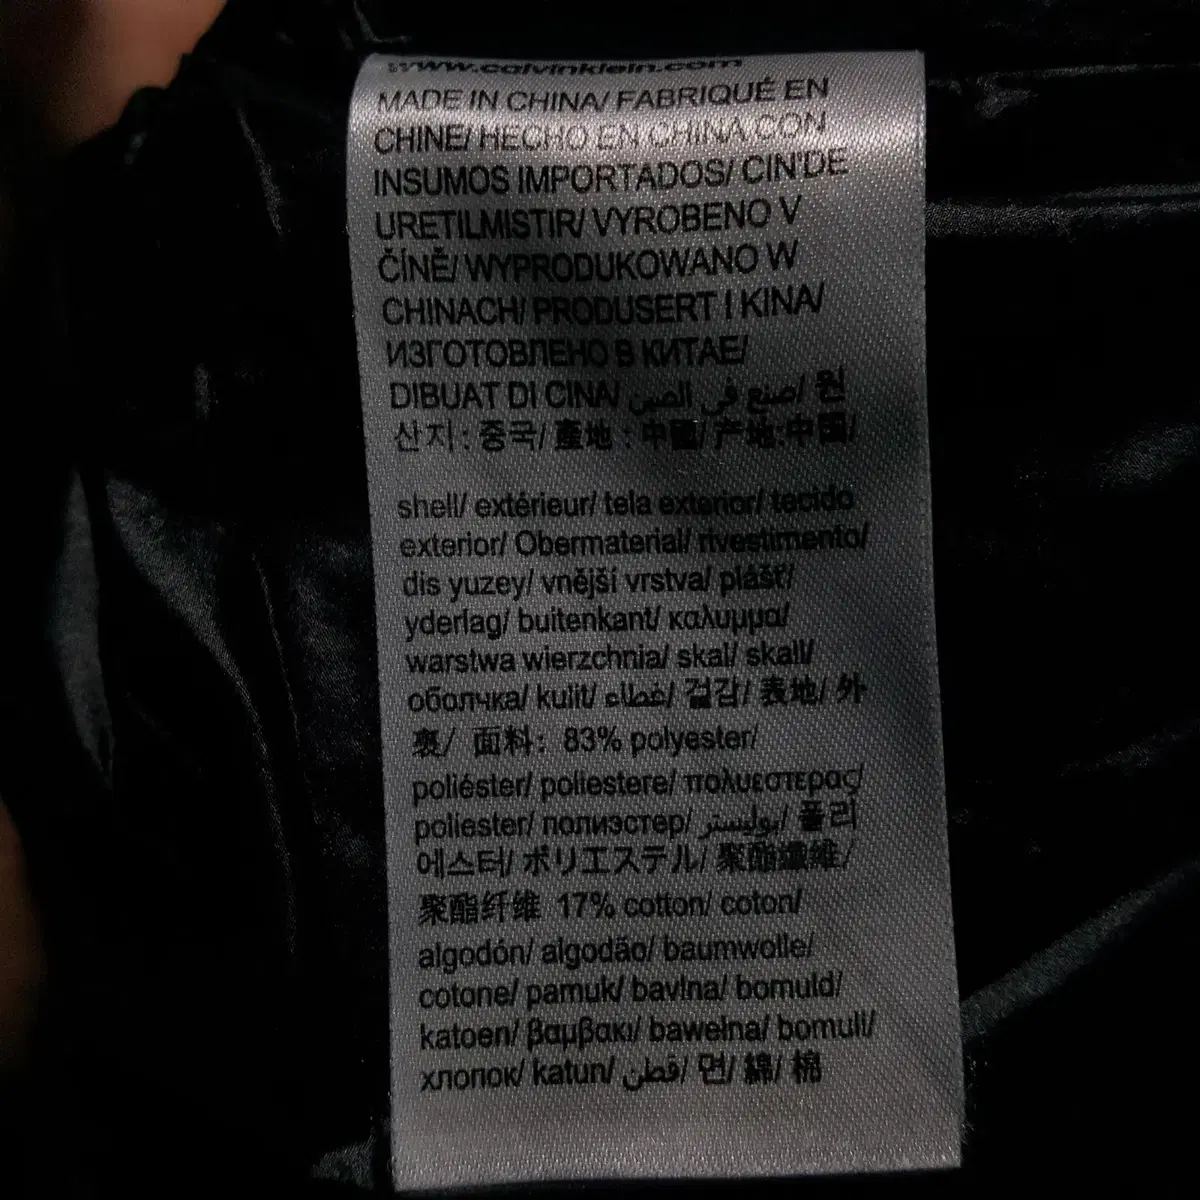 www.calvinklein.com
MADE IN CHINA/ FABRIQUÉ EN
CHINE/ HECHO EN CHINA CON
INSUMOS IMPORTADOS/ CIN'DE
URETILMISTIR/ VYROBENO V
ČÍNĚ/ WYPRODUKOWANO W
CHINACH/ PRODUSERT I KINA/
ИЗГОТОВЛЕНО В КИТАЕ/
DIBUAT DI CINA/ صنع في الصين/ 원
산지 : 중국/ 產地 : 中國/ 产地:中国/
shell/ extérieur/ tela exterior/ tecido
exterior/ Obermaterial/ rivestimento/
dis yuzey/ vnější vrstva/ plášť/
yderlag/ buitenkant/ καλυμμα/
warstwa wierzchnia/ skal/ skall/
оболчка/ kulit/ غطاء/ 겉감/ 表地/ 外
裹/ 面料: 83% polyester/
poliéster/ poliestere/ πολυεστερας/
poliester/ полиэстер/ بوليستر/ 폴리
에스터/ ポリエステル/ 聚酯纖維/
聚酯纤维 17% cotton/ coton/
algodón/ algodão/ baumwolle/
cotone/ pamuk/ bavlna/ bomuld/
katoen/ βαμβακι/ bawełna/ bomull/
хлопок/ katun/ قطن/ 면/ 綿/ 棉